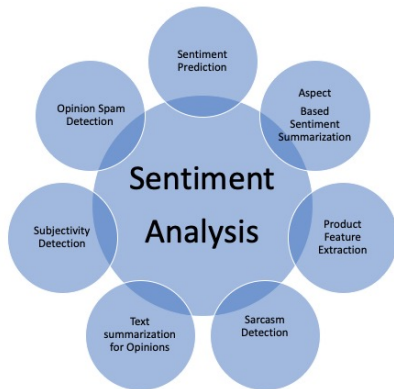 Sentiment
Prediction
Opinion Spam
Detection
Aspect
Based
Sentiment
Summarization
Sentiment
Analysis
Subjectivity
Detection
Product
Feature
Extraction
Text
summarization
for Opinions
Sarcasm
Detection